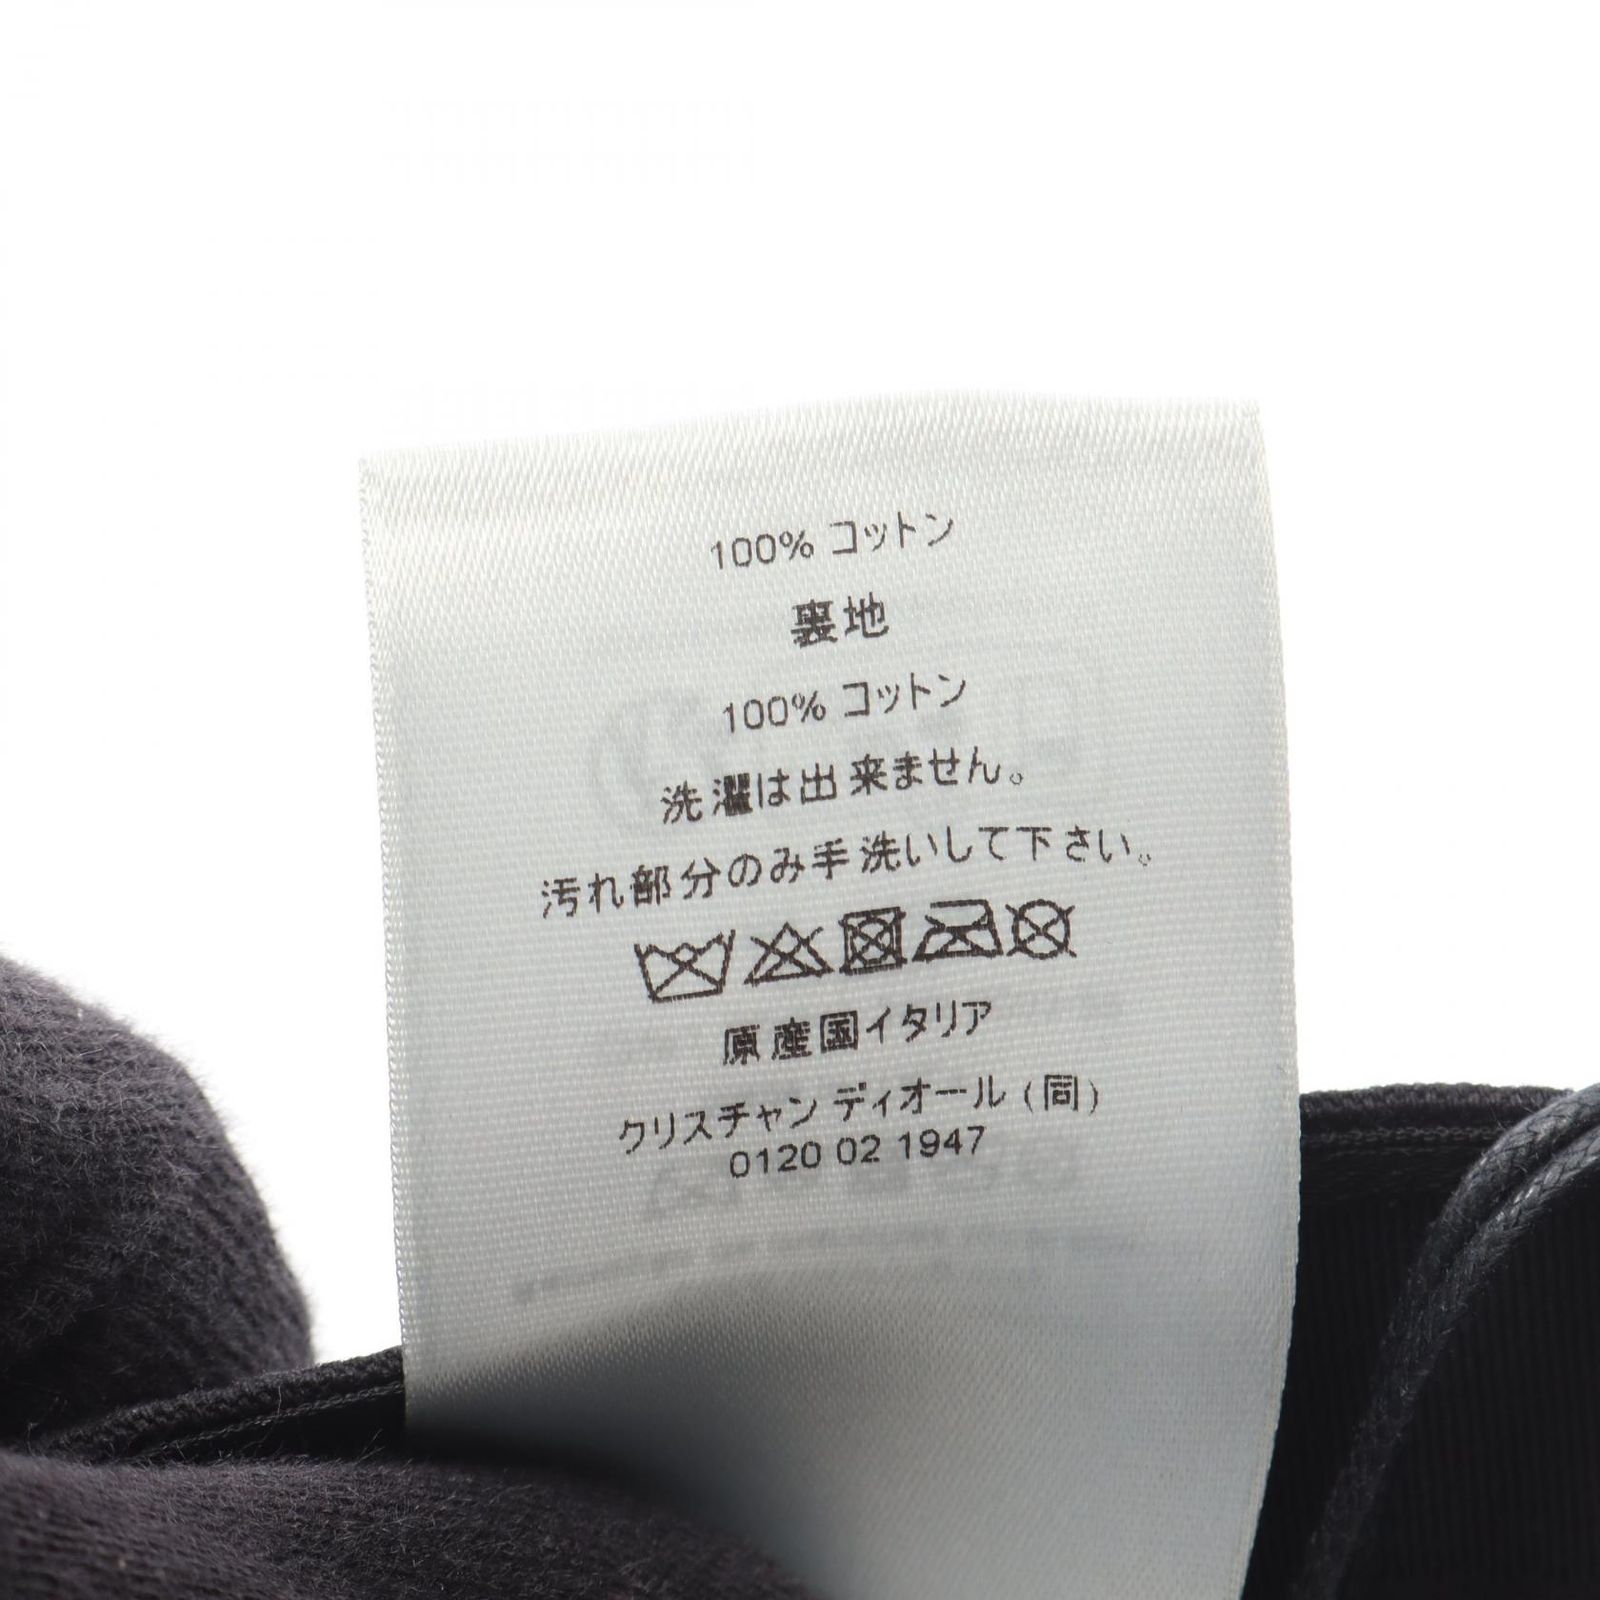 100% コットン
裏地
100% コットン
洗濯は出来ません。
汚れ部分のみ手洗いして下さい。
原産国イタリア
クリスチャン ディオール (同)
0120 02 1947